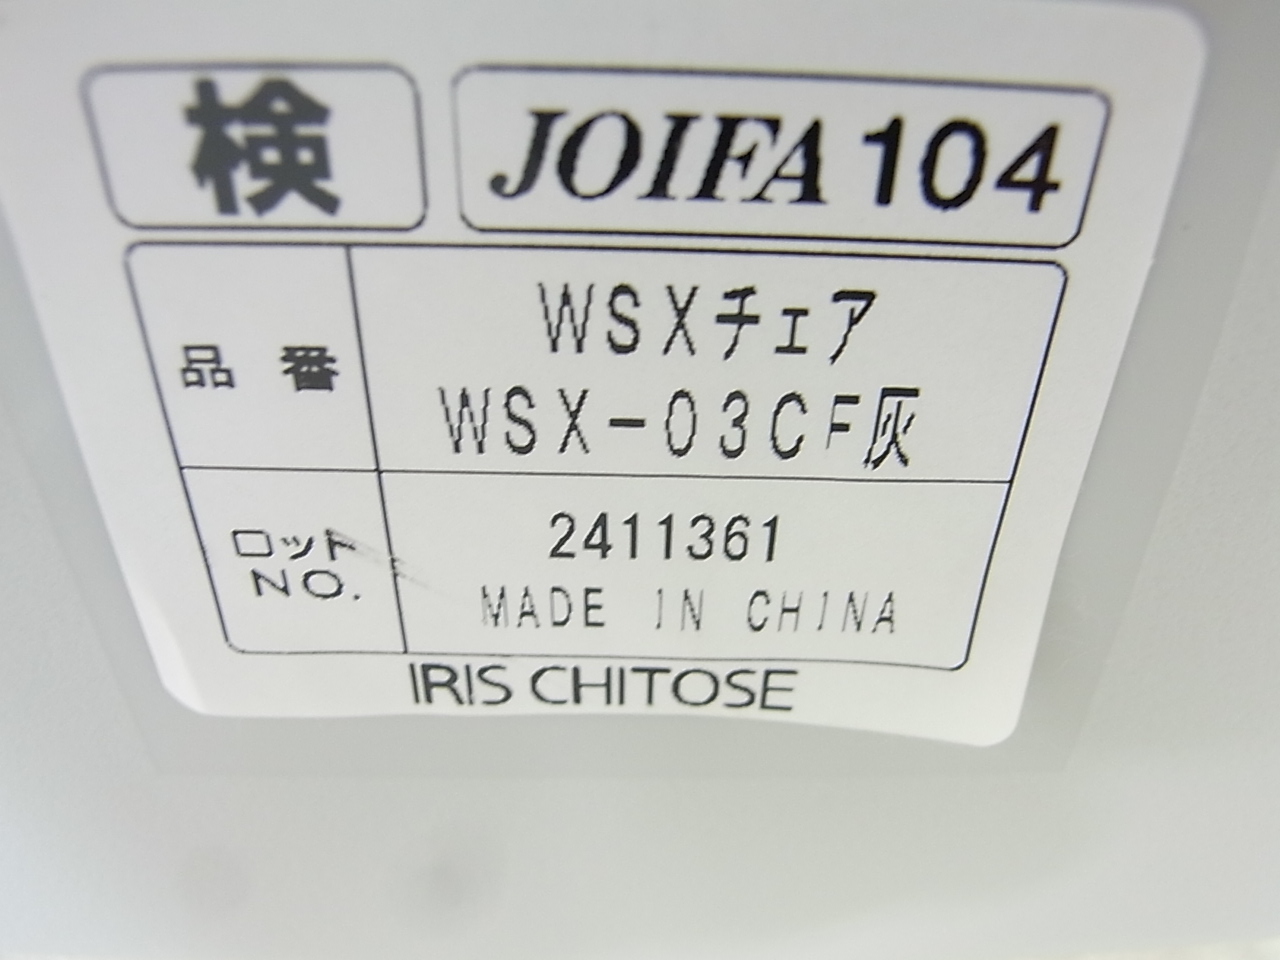 検 JOIFA 104
品番 WSXチェア
WSX-03CF灰
ロット
NO. 2411361
MADE IN CHINA
IRIS CHITOSE